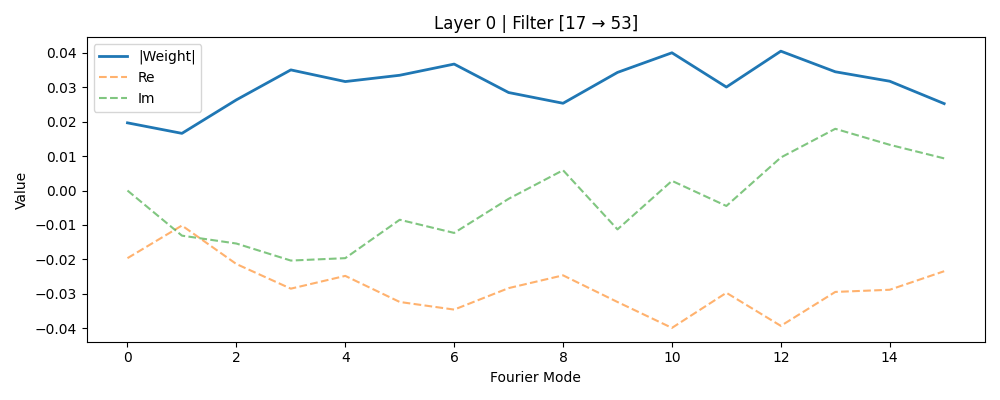 Layer 0 | Filter [17 → 53]
|Weight|
Re
Im
0.04
0.03
0.02
0.01
0.00
−0.01
−0.02
−0.03
−0.04
Value
0 2 4 6 8 10 12 14
Fourier Mode